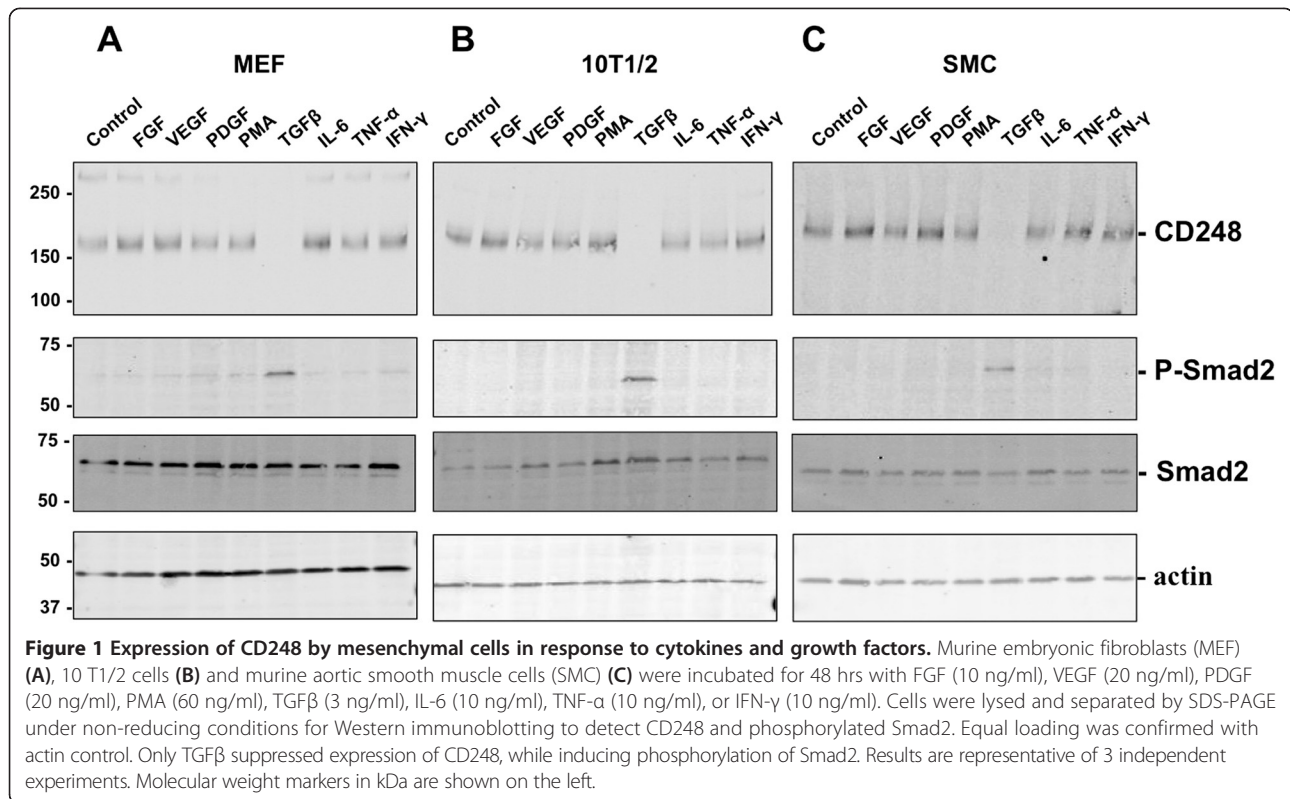 A
MEF
Control FGF VEGF PDGF PMA TGFβ IL-6 TNF-α IFN-γ
B
10T1/2
Control FGF VEGF PDGF PMA TGFβ IL-6 TNF-α IFN-γ
C
SMC
Control FGF VEGF PDGF PMA TGFβ IL-6 TNF-α IFN-γ
250 -
150 -
100 -
- CD248
75 -
50 -
- P-Smad2
75 -
50 -
- Smad2
50 -
37 -
- actin
Figure 1 Expression of CD248 by mesenchymal cells in response to cytokines and growth factors. Murine embryonic fibroblasts (MEF)
(A), 10 T1/2 cells (B) and murine aortic smooth muscle cells (SMC) (C) were incubated for 48 hrs with FGF (10 ng/ml), VEGF (20 ng/ml), PDGF
(20 ng/ml), PMA (60 ng/ml), TGFβ (3 ng/ml), IL-6 (10 ng/ml), TNF-α (10 ng/ml), or IFN-γ (10 ng/ml). Cells were lysed and separated by SDS-PAGE
under non-reducing conditions for Western immunoblotting to detect CD248 and phosphorylated Smad2. Equal loading was confirmed with
actin control. Only TGFβ suppressed expression of CD248, while inducing phosphorylation of Smad2. Results are representative of 3 independent
experiments. Molecular weight markers in kDa are shown on the left.